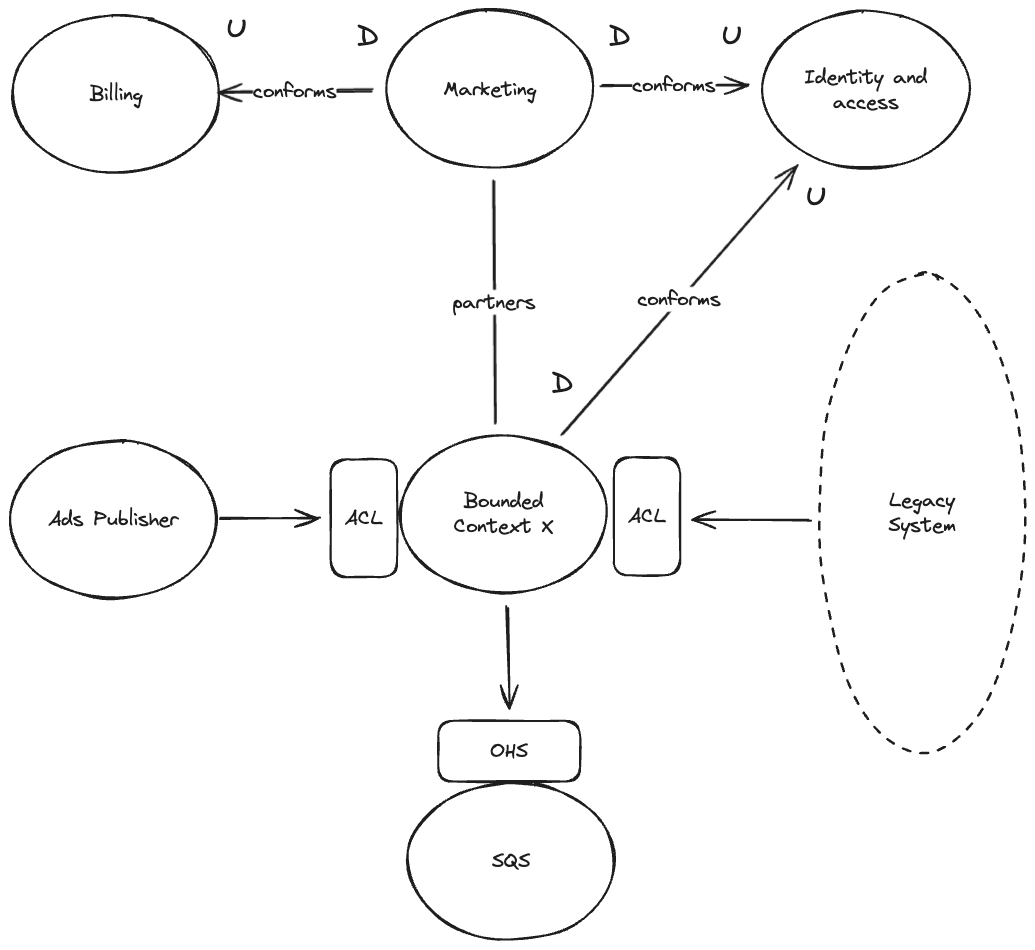 U
D
D
U
Billing
conforms
Marketing
conforms
Identity and
access
U
partners
conforms
D
Ads Publisher
ACL
Bounded
Context X
ACL
Legacy
System
OHS
SQS